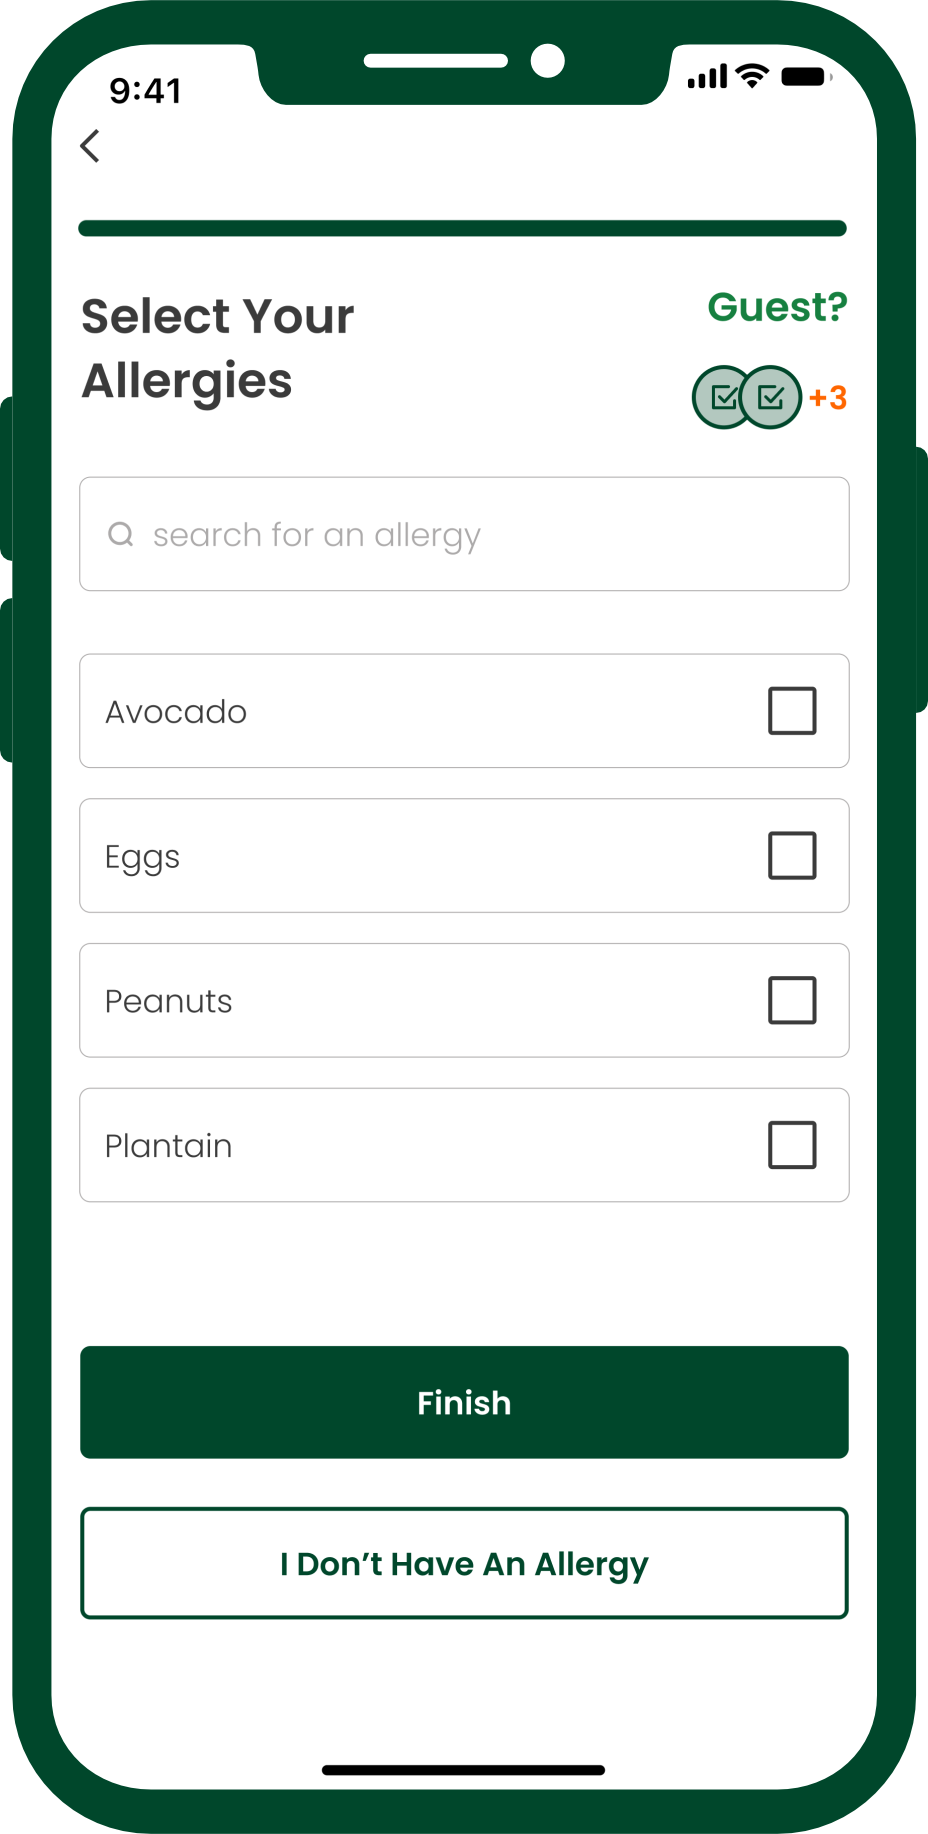 9:41
Select Your
Allergies
Guest?
+3
search for an allergy
Avocado
Eggs
Peanuts
Plantain
Finish
I Don’t Have An Allergy